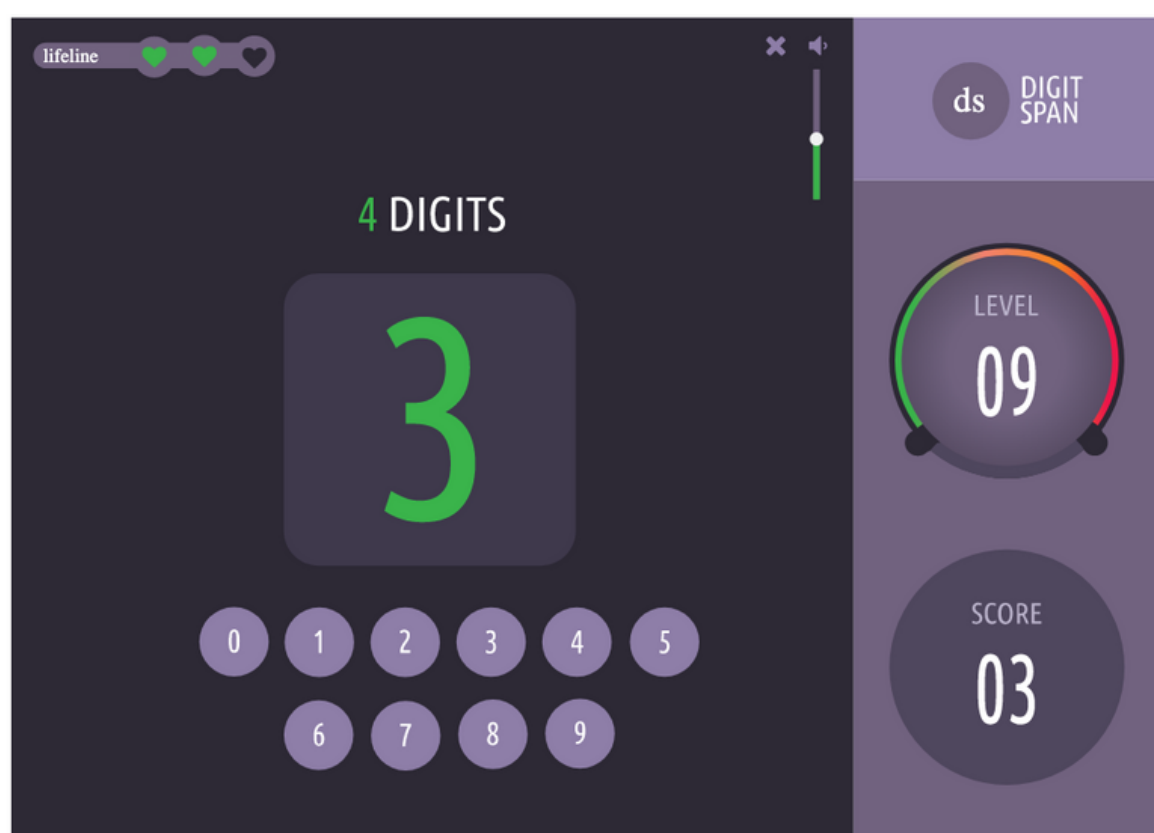 lifeline
4 DIGITS
3
0 1 2 3 4 5
6 7 8 9
ds
DIGIT
SPAN
LEVEL
09
SCORE
03